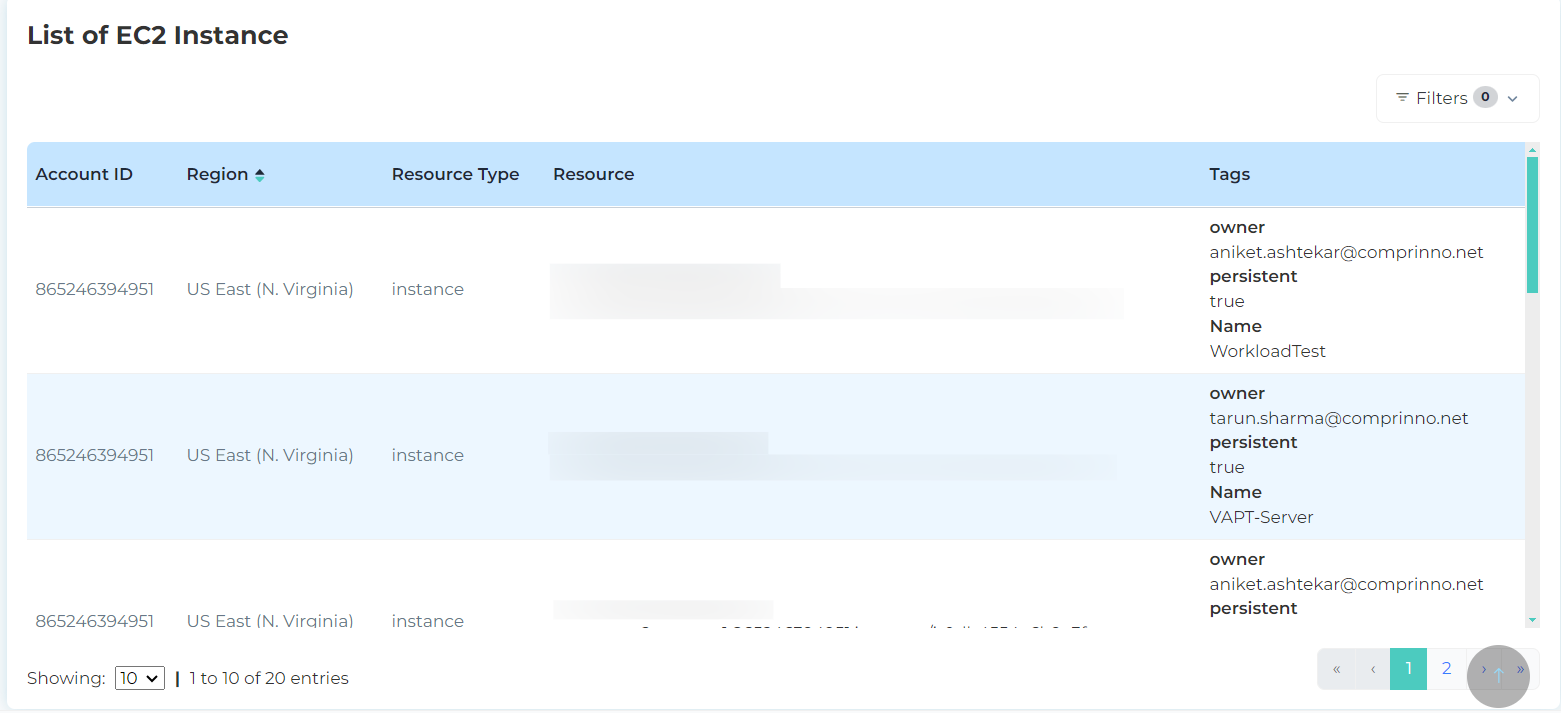 List of EC2 Instance
Filters 0
Account ID Region Resource Type Resource Tags
owner
aniket.ashtekar@comprinno.net
persistent
865246394951 US East (N. Virginia) instance
true
Name
WorkloadTest
owner
tarun.sharma@comprinno.net
persistent
865246394951 US East (N. Virginia) instance
true
Name
VAPT-Server
owner
aniket.ashtekar@comprinno.net
persistent
865246394951 US East (N. Virginia) instance
Showing: 10 | 1 to 10 of 20 entries
« ‹ 1 2 › »